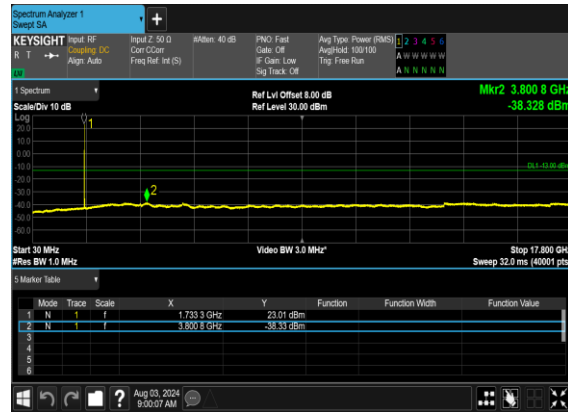 Spectrum Analyzer 1
Swept SA
+
KEYSIGHT Input: RF Input Z: 50 Ω #Atten: 40 dB PNO: Fast Avg Type: Power (RMS) 1 2 3 4 5 6
R T Coupling: DC Corr CCorr Gate: Off Avg|Hold: 100/100 A W W W W W
Align: Auto Freq Ref: Int (S) IF Gain: Low Trig: Free Run
Sig Track: Off A N N N N N
1 Spectrum Ref Lvl Offset 8.00 dB Mkr2 3.800 8 GHz
Scale/Div 10 dB Ref Level 30.00 dBm -38.328 dBm
Log
1
20.0
10.0
0.00
-10.0
DL1 -13.00 dBm
-20.0
-30.0
2
-40.0
-50.0
-60.0
Start 30 MHz Video BW 3.0 MHz* Stop 17.800 GHz
#Res BW 1.0 MHz Sweep 32.0 ms (40001 pts)
5 Marker Table
Mode Trace Scale X Y Function Function Width Function Value
1 N 1 f 1.733 3 GHz 23.01 dBm
2 N 1 f 3.800 8 GHz -38.33 dBm
3
4
5
6
? Aug 03, 2024
9:00:07 AM